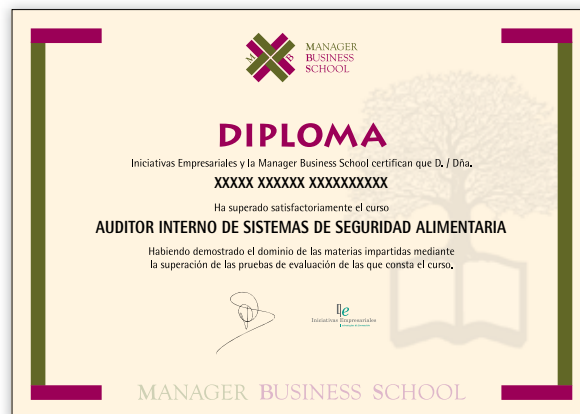 M B
MANAGER
BUSINESS
SCHOOL
DIPLOMA
Iniciativas Empresariales y la Manager Business School certifican que D. / Dña.
XXXXX XXXXXX XXXXXXXXXX
Ha superado satisfactoriamente el curso
AUDITOR INTERNO DE SISTEMAS DE SEGURIDAD ALIMENTARIA
Habiendo demostrado el dominio de las materias impartidas mediante
la superación de las pruebas de evaluación de las que consta el curso.
Iniciativas Empresariales
MANAGER BUSINESS SCHOOL